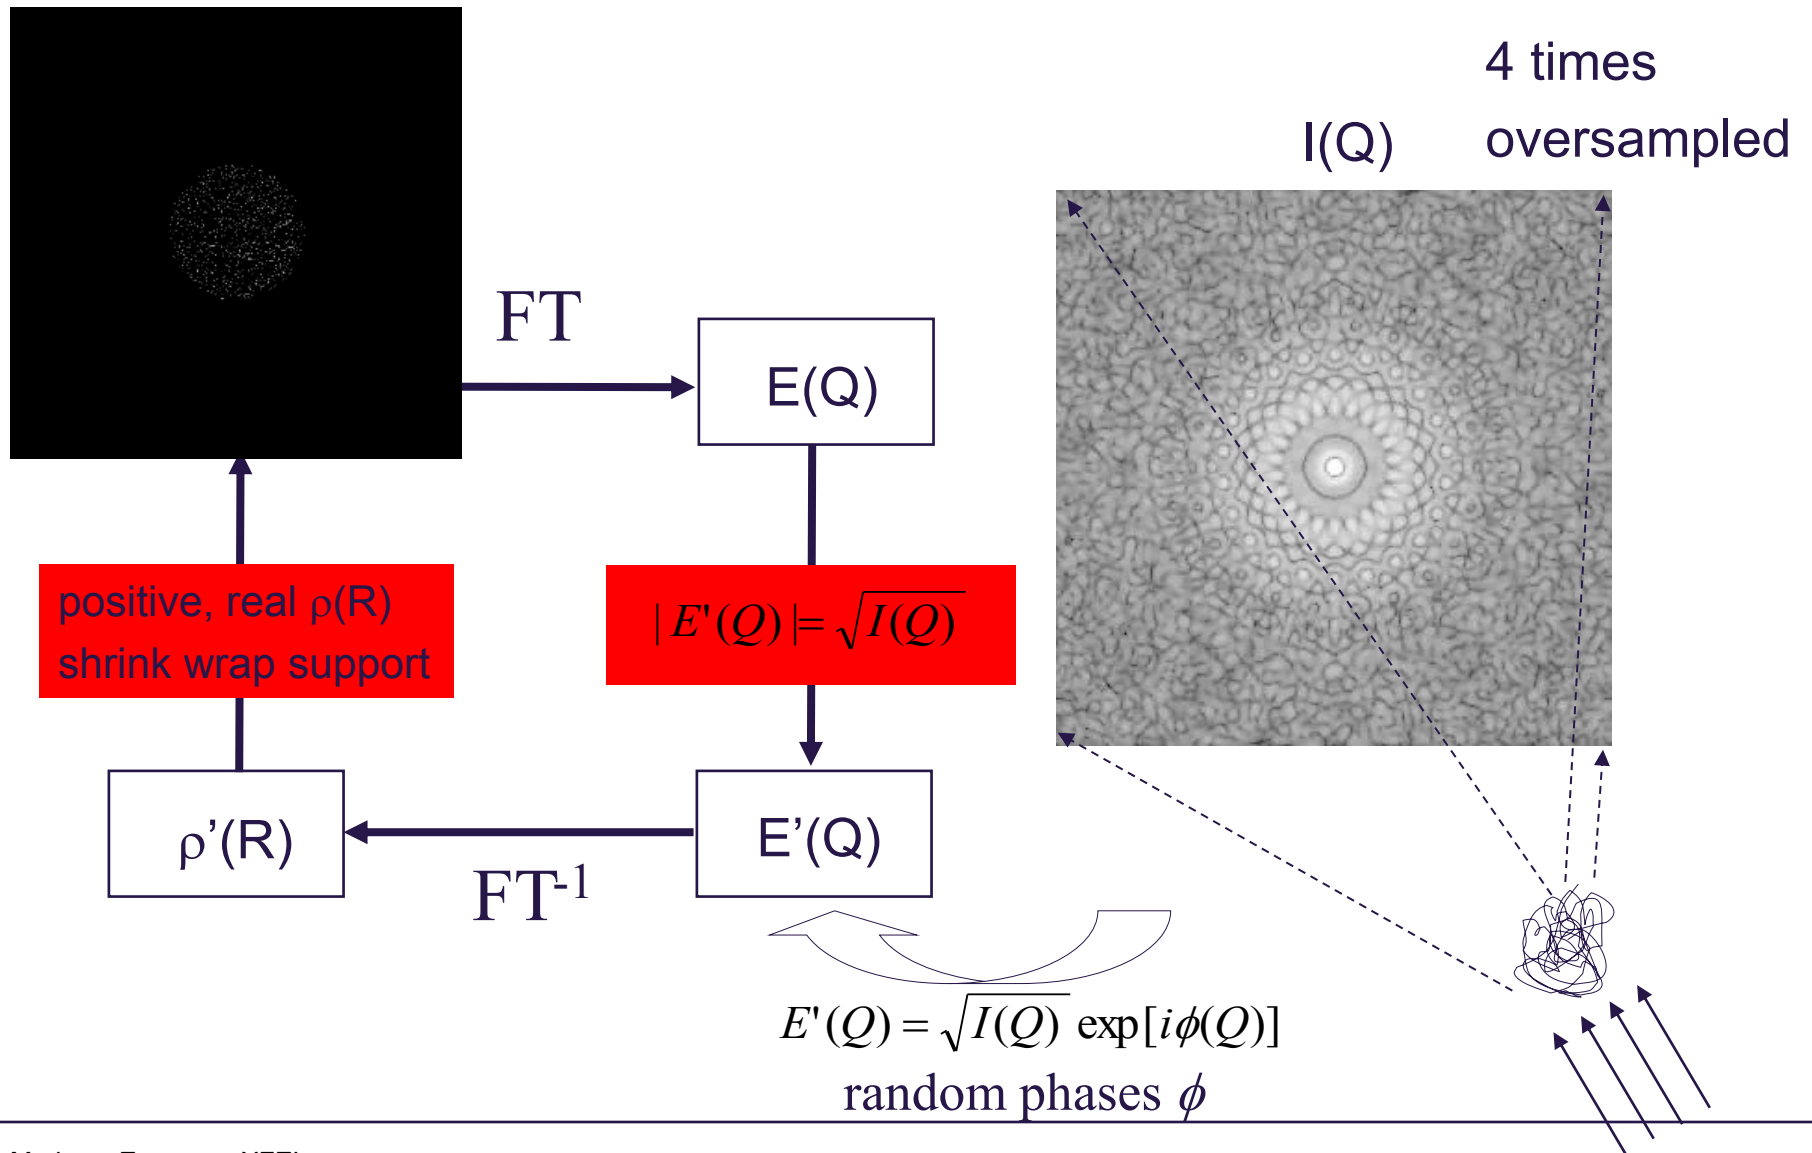 4 times
I(Q) oversampled
FT
E(Q)
positive, real ρ(R)
shrink wrap support
| E'(Q) |= √I(Q)
ρ’(R)
E’(Q)
FT-1
E'(Q) = √I(Q) exp[iϕ(Q)]
random phases ϕ